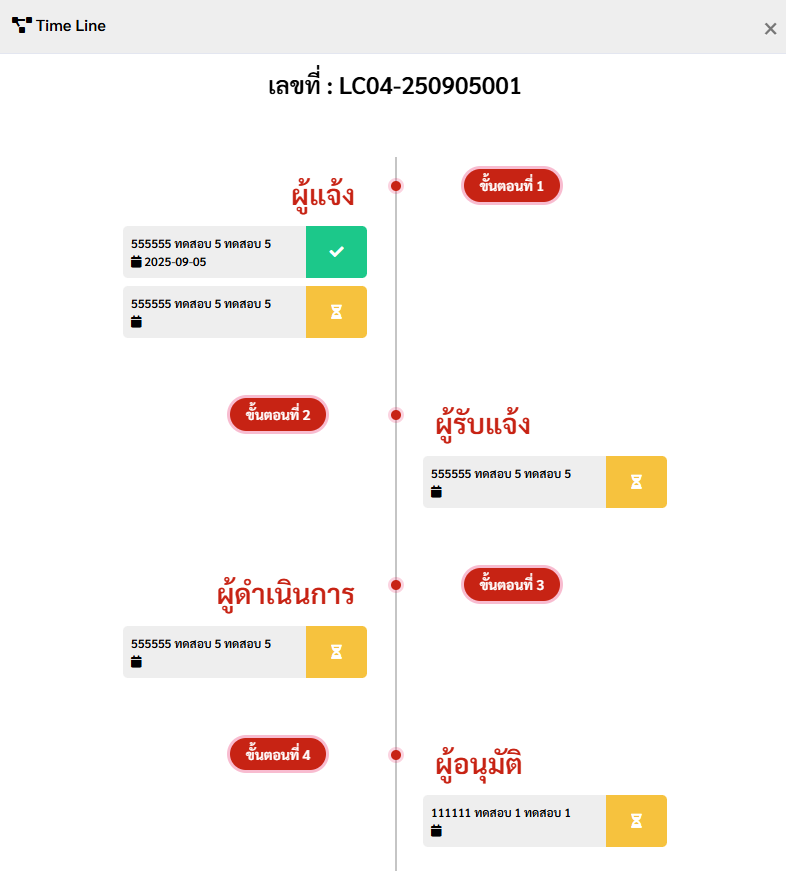 Time Line
×
เลขที่ : LC04-250905001
ผู้แจ้ง
ขั้นตอนที่ 1
555555 ทดสอบ 5 ทดสอบ 5
2025-09-05
555555 ทดสอบ 5 ทดสอบ 5
ขั้นตอนที่ 2
ผู้รับแจ้ง
555555 ทดสอบ 5 ทดสอบ 5
ผู้ดำเนินการ
ขั้นตอนที่ 3
555555 ทดสอบ 5 ทดสอบ 5
ขั้นตอนที่ 4
ผู้อนุมัติ
111111 ทดสอบ 1 ทดสอบ 1